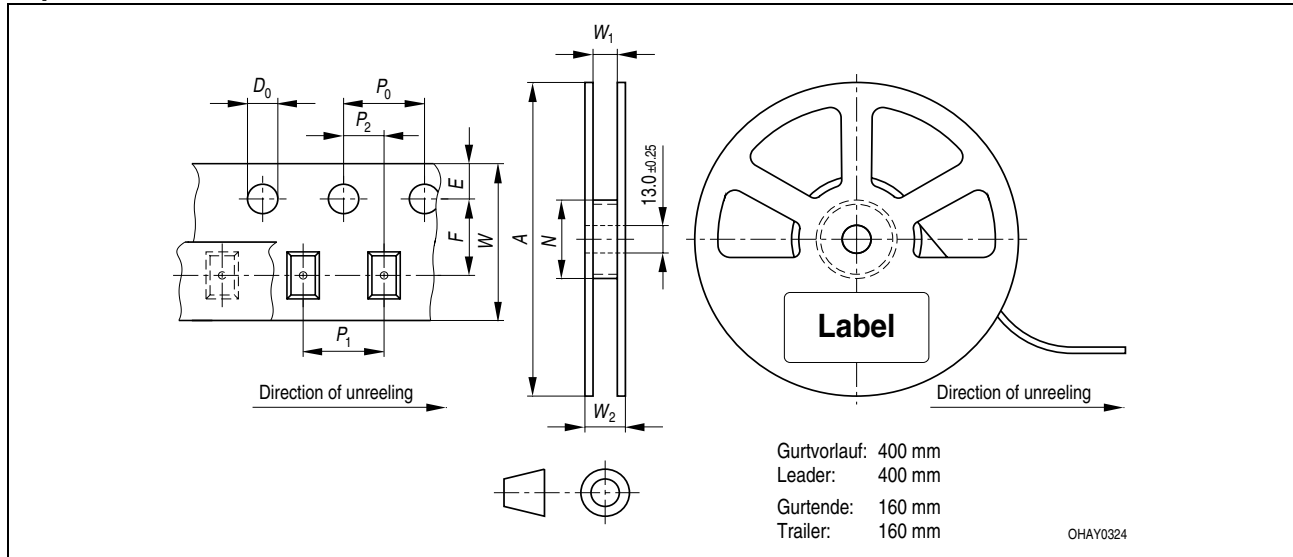 W1
D0
P0
P2
E
F
W
A
N
13.0 ±0.25
P1
Label
Direction of unreeling
W2
Direction of unreeling
Gurtvorlauf: 400 mm
Leader: 400 mm
Gurtende: 160 mm
Trailer: 160 mm
OHAY0324